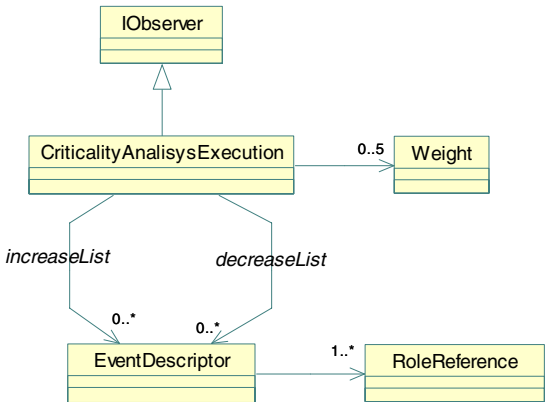 IObserver
CriticalityAnalisysExecution
0..5
Weight
increaseList
decreaseList
0..*
0..*
EventDescriptor
1..*
RoleReference